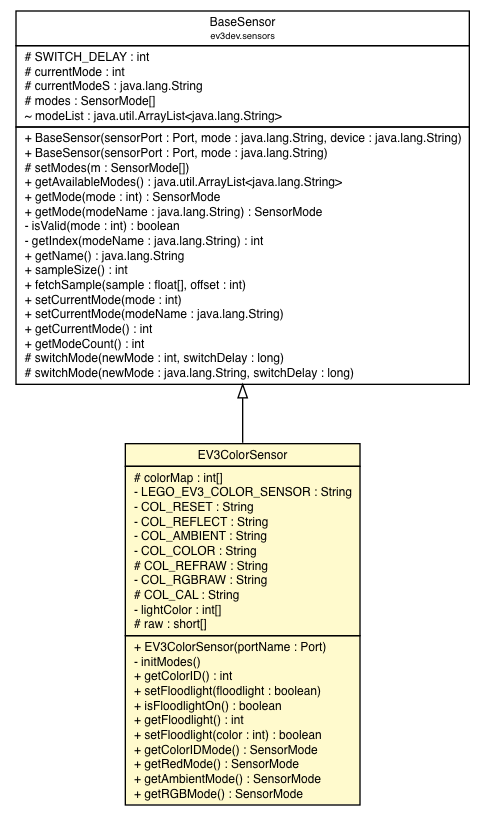 BaseSensor
ev3dev.sensors
# SWITCH_DELAY : int
# currentMode : int
# currentModeS : java.lang.String
# modes : SensorMode[]
~ modeList : java.util.ArrayList<java.lang.String>
+ BaseSensor(sensorPort : Port, mode : java.lang.String, device : java.lang.String)
+ BaseSensor(sensorPort : Port, mode : java.lang.String)
# setModes(m : SensorMode[])
+ getAvailableModes() : java.util.ArrayList<java.lang.String>
+ getMode(mode : int) : SensorMode
+ getMode(modeName : java.lang.String) : SensorMode
- isValid(mode : int) : boolean
- getIndex(modeName : java.lang.String) : int
+ getName() : java.lang.String
+ sampleSize() : int
+ fetchSample(sample : float[], offset : int)
+ setCurrentMode(mode : int)
+ setCurrentMode(modeName : java.lang.String)
+ getCurrentMode() : int
+ getModeCount() : int
# switchMode(newMode : int, switchDelay : long)
# switchMode(newMode : java.lang.String, switchDelay : long)
EV3ColorSensor
# colorMap : int[]
- LEGO_EV3_COLOR_SENSOR : String
- COL_RESET : String
- COL_REFLECT : String
- COL_AMBIENT : String
- COL_COLOR : String
# COL_REFRAW : String
- COL_RGBRAW : String
# COL_CAL : String
- lightColor : int[]
# raw : short[]
+ EV3ColorSensor(portName : Port)
- initModes()
+ getColorID() : int
+ setFloodlight(floodlight : boolean)
+ isFloodlightOn() : boolean
+ getFloodlight() : int
+ setFloodlight(color : int) : boolean
+ getColorIDMode() : SensorMode
+ getRedMode() : SensorMode
+ getAmbientMode() : SensorMode
+ getRGBMode() : SensorMode